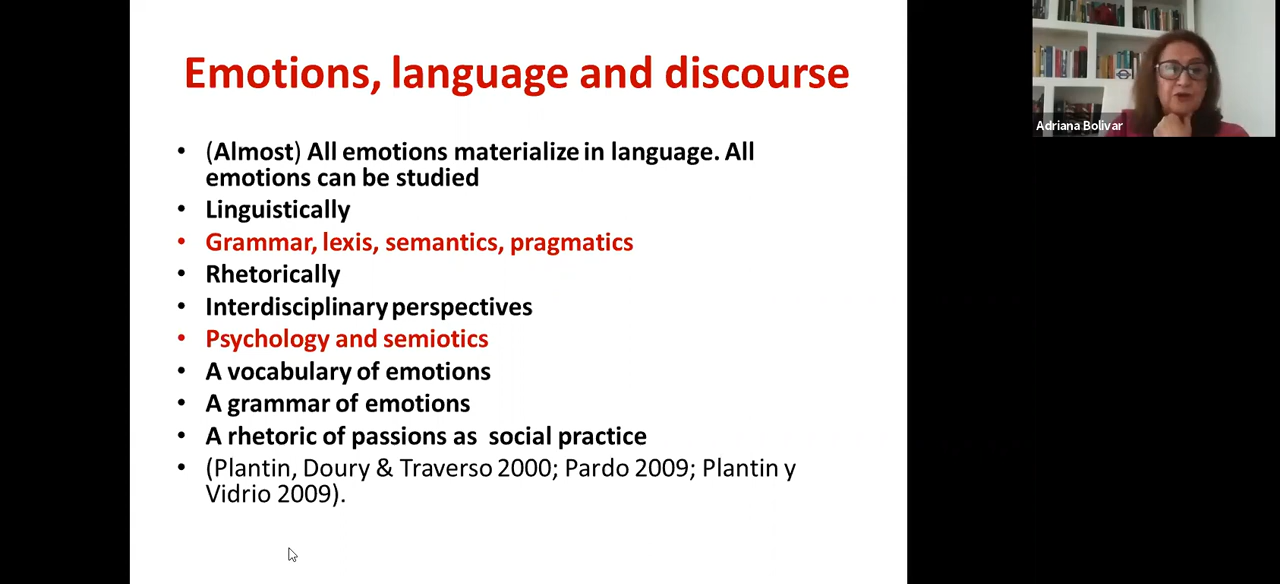 Emotions, language and discourse
• (Almost) All emotions materialize in language. All
emotions can be studied
• Linguistically
• Grammar, lexis, semantics, pragmatics
• Rhetorically
• Interdisciplinary perspectives
• Psychology and semiotics
• A vocabulary of emotions
• A grammar of emotions
• A rhetoric of passions as social practice
• (Plantin, Doury & Traverso 2000; Pardo 2009; Plantin y
Vidrio 2009).
Adriana Bolivar